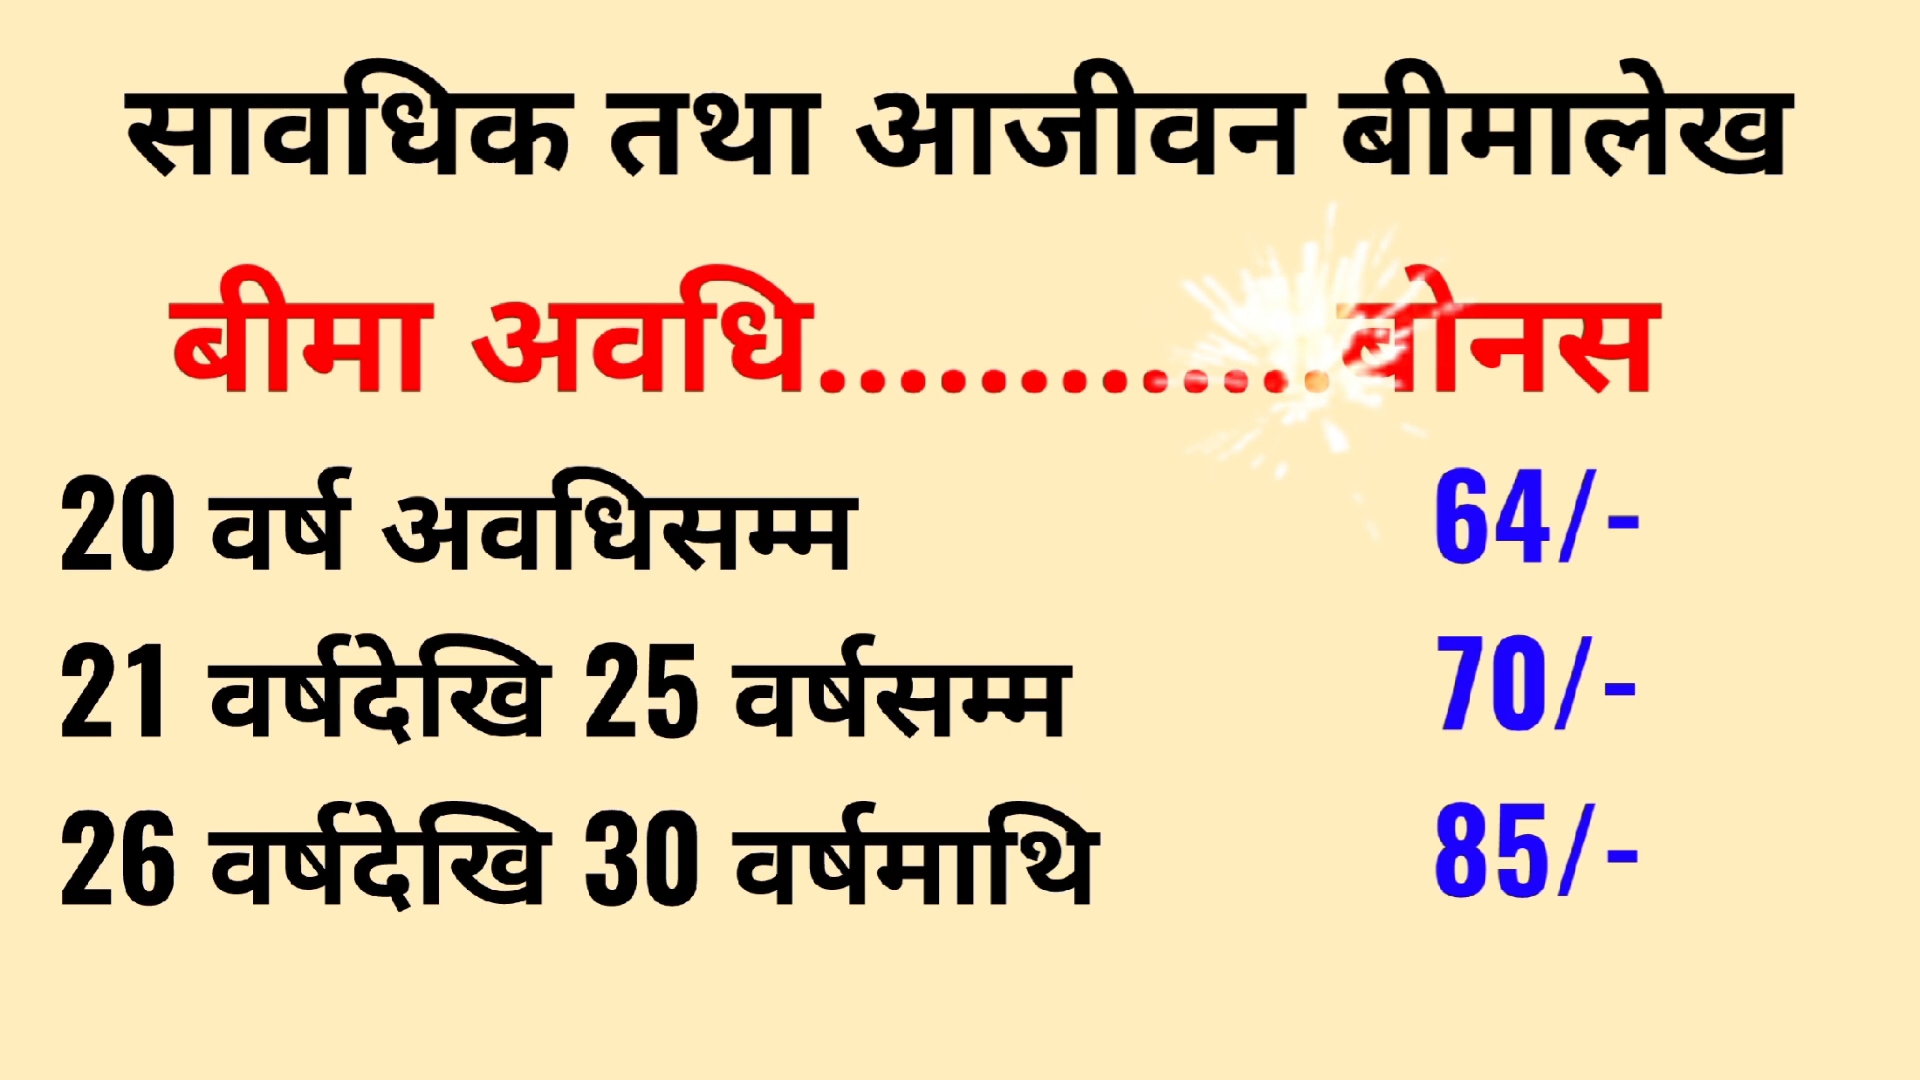 सावधिक तथा आजीवन बीमालेख
बीमा अवधि.............बोनस
20 वर्ष अवधिसम्म 64/-
21 वर्षदेखि 25 वर्षसम्म 70/-
26 वर्षदेखि 30 वर्षमाथि 85/-